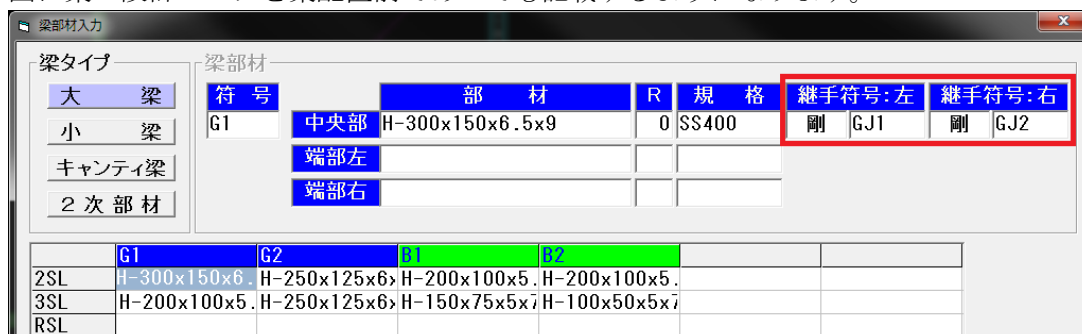 梁部材入力
梁タイプ
大　　梁
小　　梁
キャンティ梁
２次 部 材
梁部材
符　号　部　　材　R　規　格　継手符号:左　継手符号:右
G1　中央部　H-300x150x6.5x9　0　SS400　剛　GJ1　剛　GJ2
端部左
端部右
G1　G2　B1　B2
2SL　H-300x150x6.　H-250x125x6x　H-200x100x5.　H-200x100x5.
3SL　H-200x100x5.　H-250x125x6x　H-150x75x5x7　H-100x50x5x7
RSL